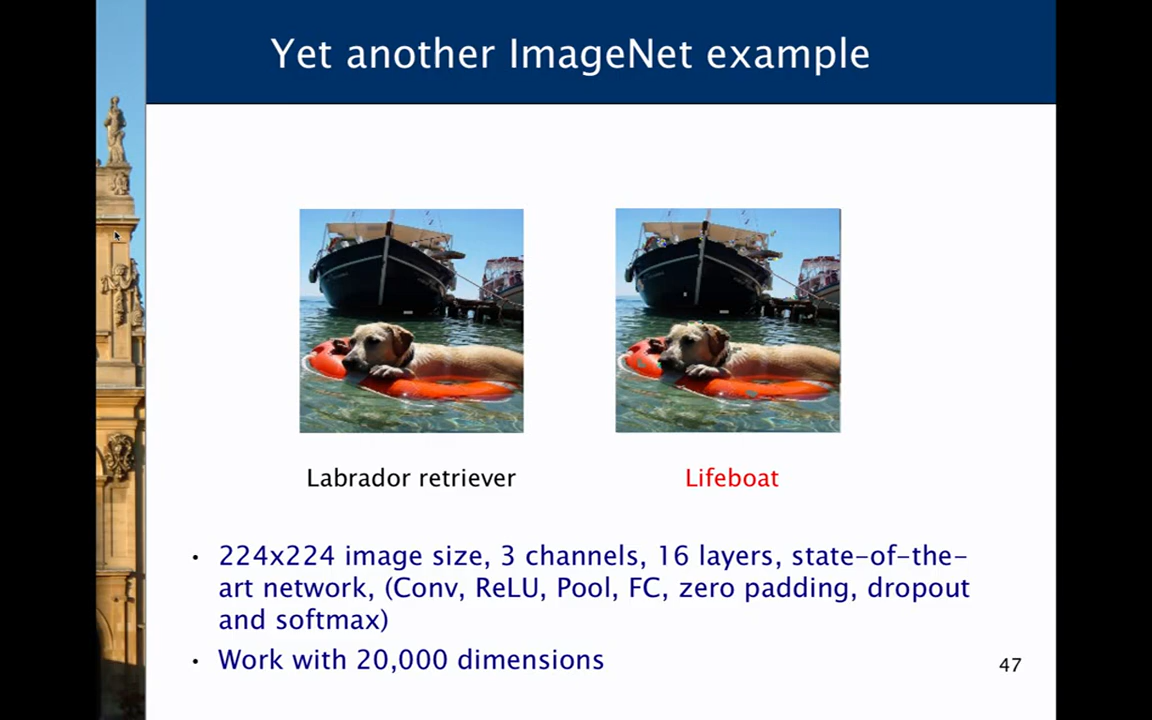 Yet another ImageNet example
Labrador retriever
Lifeboat
• 224x224 image size, 3 channels, 16 layers, state-of-the-
art network, (Conv, ReLU, Pool, FC, zero padding, dropout
and softmax)
• Work with 20,000 dimensions
47